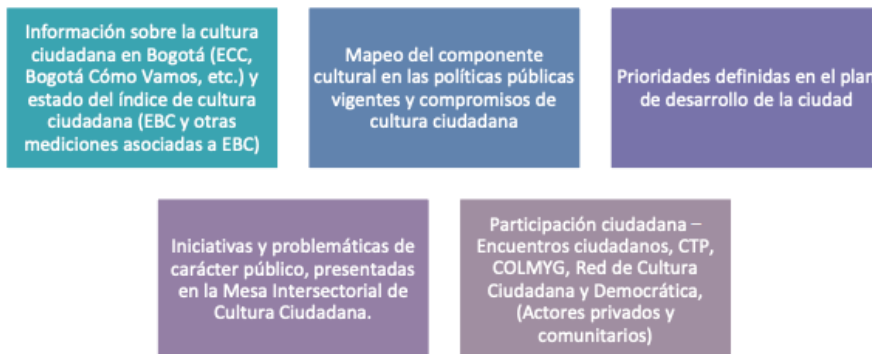 Información sobre la cultura
ciudadana en Bogotá (ECC,
Bogotá Cómo Vamos, etc.) y
estado del índice de cultura
ciudadana (EBC y otras
mediciones asociadas a EBC)
Mapeo del componente
cultural en las políticas públicas
vigentes y compromisos de
cultura ciudadana
Prioridades definidas en el plan
de desarrollo de la ciudad
Iniciativas y problemáticas de
carácter público, presentadas
en la Mesa Intersectorial de
Cultura Ciudadana.
Participación ciudadana –
Encuentros ciudadanos, CTP,
COLMYG, Red de Cultura
Ciudadana y Democrática,
(Actores privados y
comunitarios)